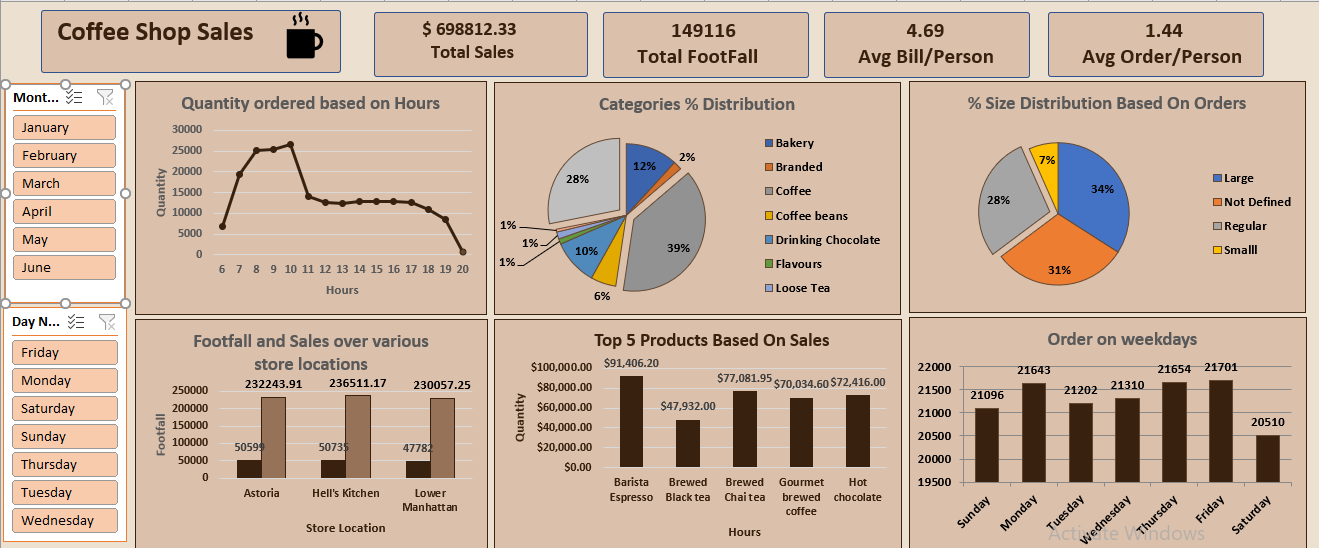 Coffee Shop Sales
$ 698812.33
Total Sales
149116
Total FootFall
4.69
Avg Bill/Person
1.44
Avg Order/Person
Mont...
January
February
March
April
May
June
Day N...
Friday
Monday
Saturday
Sunday
Thursday
Tuesday
Wednesday
Quantity ordered based on Hours
30000
25000
20000
15000
10000
5000
0
Quantity
6 7 8 9 10 11 12 13 14 15 16 17 18 19 20
Hours
Categories % Distribution
12%
2%
39%
6%
10%
1%
1%
1%
28%
Bakery
Branded
Coffee
Coffee beans
Drinking Chocolate
Flavours
Loose Tea
% Size Distribution Based On Orders
34%
31%
28%
7%
Large
Not Defined
Regular
Smalll
Footfall and Sales over various
store locations
250000
200000
150000
100000
50000
0
Footfall
232243.91 236511.17 230057.25
50599 50735 47782
Astoria Hell's Kitchen Lower
Manhattan
Store Location
Top 5 Products Based On Sales
$100,000.00
$80,000.00
$60,000.00
$40,000.00
$20,000.00
$0.00
Quantity
$91,406.20
$47,932.00
$77,081.95
$70,034.60
$72,416.00
Barista
Espresso
Brewed
Black tea
Brewed
Chai tea
Gourmet
brewed
coffee
Hot
chocolate
Hours
Order on weekdays
22000
21500
21000
20500
20000
19500
21096
21643
21202
21310
21654
21701
20510
Sunday
Monday
Tuesday
Wednesday
Thursday
Friday
Saturday
Activate Windows